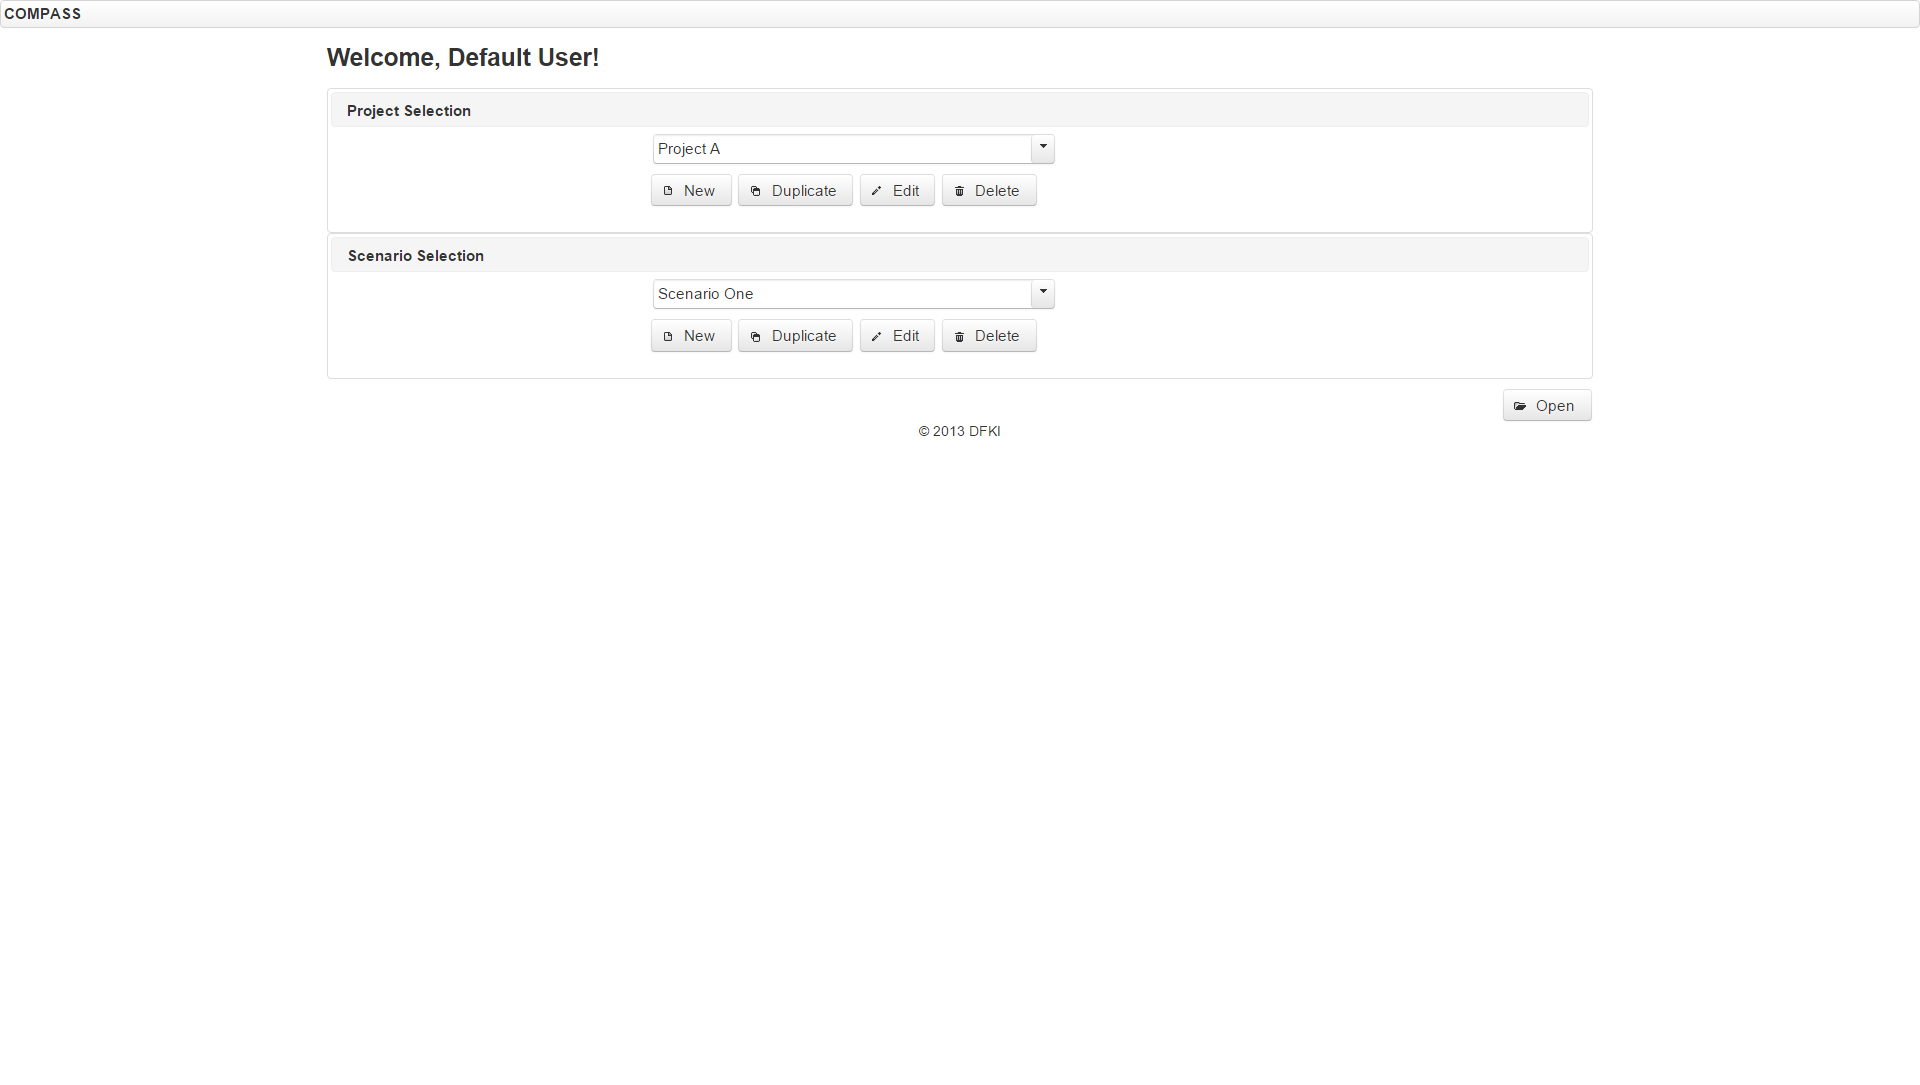 COMPASS
Welcome, Default User!
Project Selection
Project A
New Duplicate Edit Delete
Scenario Selection
Scenario One
New Duplicate Edit Delete
Open
© 2013 DFKI